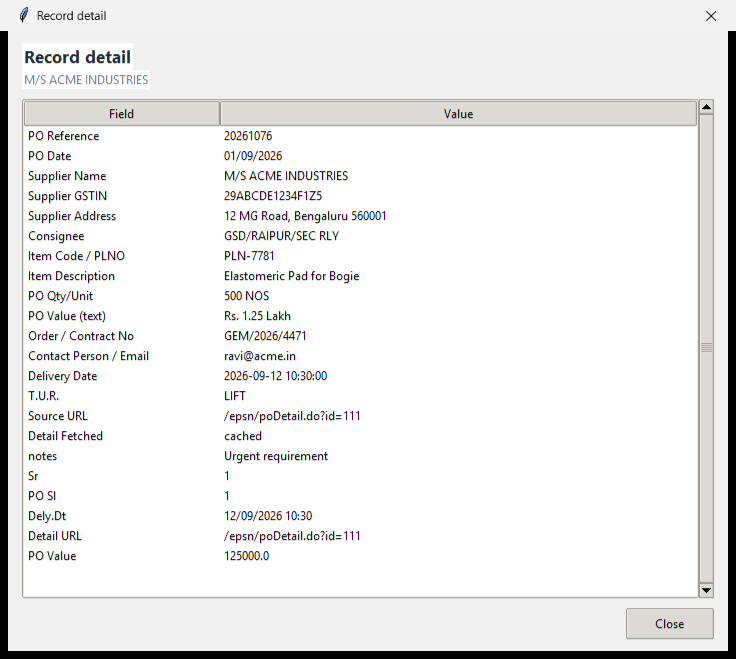 Record detail
Record detail
M/S ACME INDUSTRIES
Field Value
PO Reference 20261076
PO Date 01/09/2026
Supplier Name M/S ACME INDUSTRIES
Supplier GSTIN 29ABCDE1234F1Z5
Supplier Address 12 MG Road, Bengaluru 560001
Consignee GSD/RAIPUR/SEC RLY
Item Code / PLNO PLN-7781
Item Description Elastomeric Pad for Bogie
PO Qty/Unit 500 NOS
PO Value (text) Rs. 1.25 Lakh
Order / Contract No GEM/2026/4471
Contact Person / Email ravi@acme.in
Delivery Date 2026-09-12 10:30:00
T.U.R. LIFT
Source URL /epsn/poDetail.do?id=111
Detail Fetched cached
notes Urgent requirement
Sr 1
PO Sl 1
Dely.Dt 12/09/2026 10:30
Detail URL /epsn/poDetail.do?id=111
PO Value 125000.0
Close